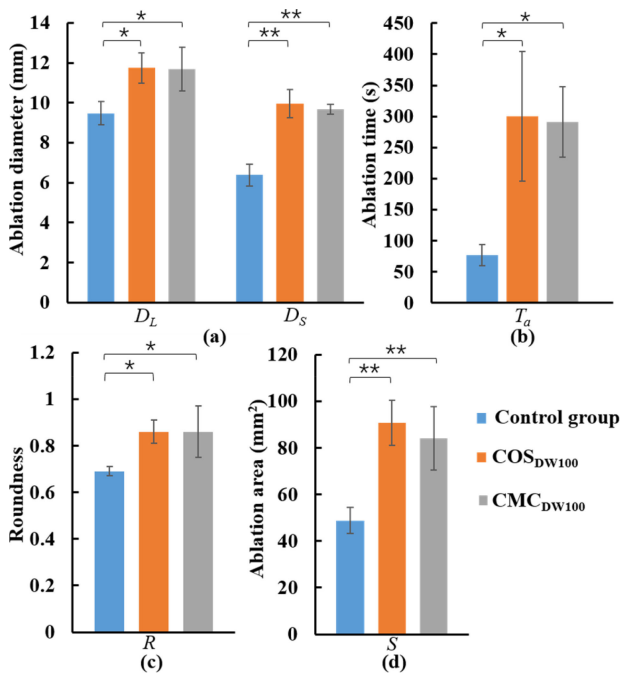 Ablation diameter (mm)
14
12
10
8
6
4
2
0
*
*
**
**
D_L
D_S
(a)
Ablation time (s)
450
400
350
300
250
200
150
100
50
0
*
*
T_a
(b)
Roundness
1.2
1
0.8
0.6
0.4
0.2
0
*
*
R
(c)
Ablation area (mm²)
120
100
80
60
40
20
0
**
**
S
(d)
Control group
COS_DW100
CMC_DW100